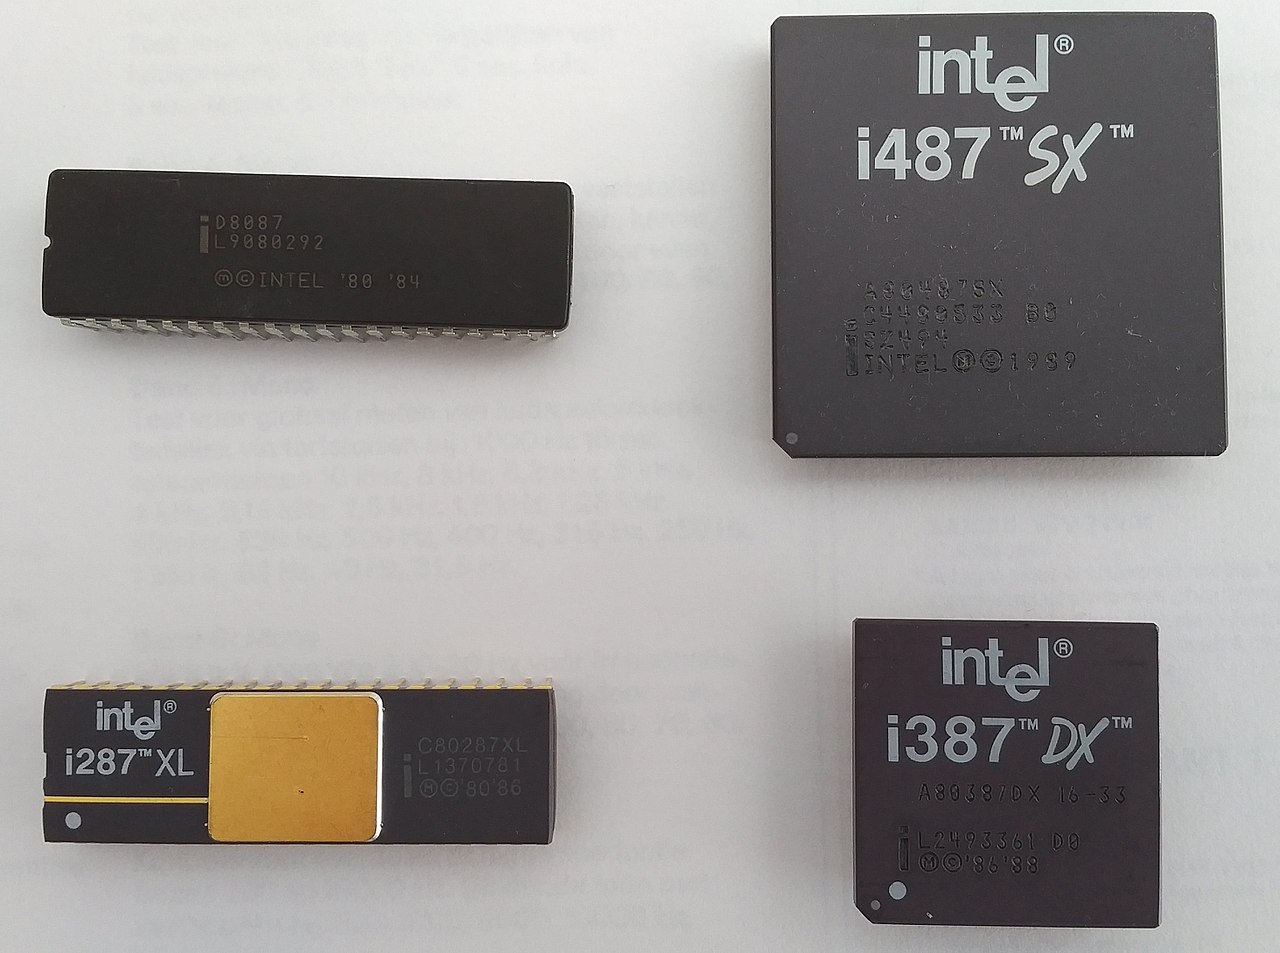 D8087
L9080292
ⓜ©INTEL '80 '84
intel®
i487™SX™
A80487SX
C4490533 B0
SZ494
INTELⓂ©1989
intel®
i287™XL
C80287XL
L1370781
Ⓜ©'80'86
intel®
i387™DX™
A80387DX 16-33
L2493361 D0
Ⓜ©'86'88